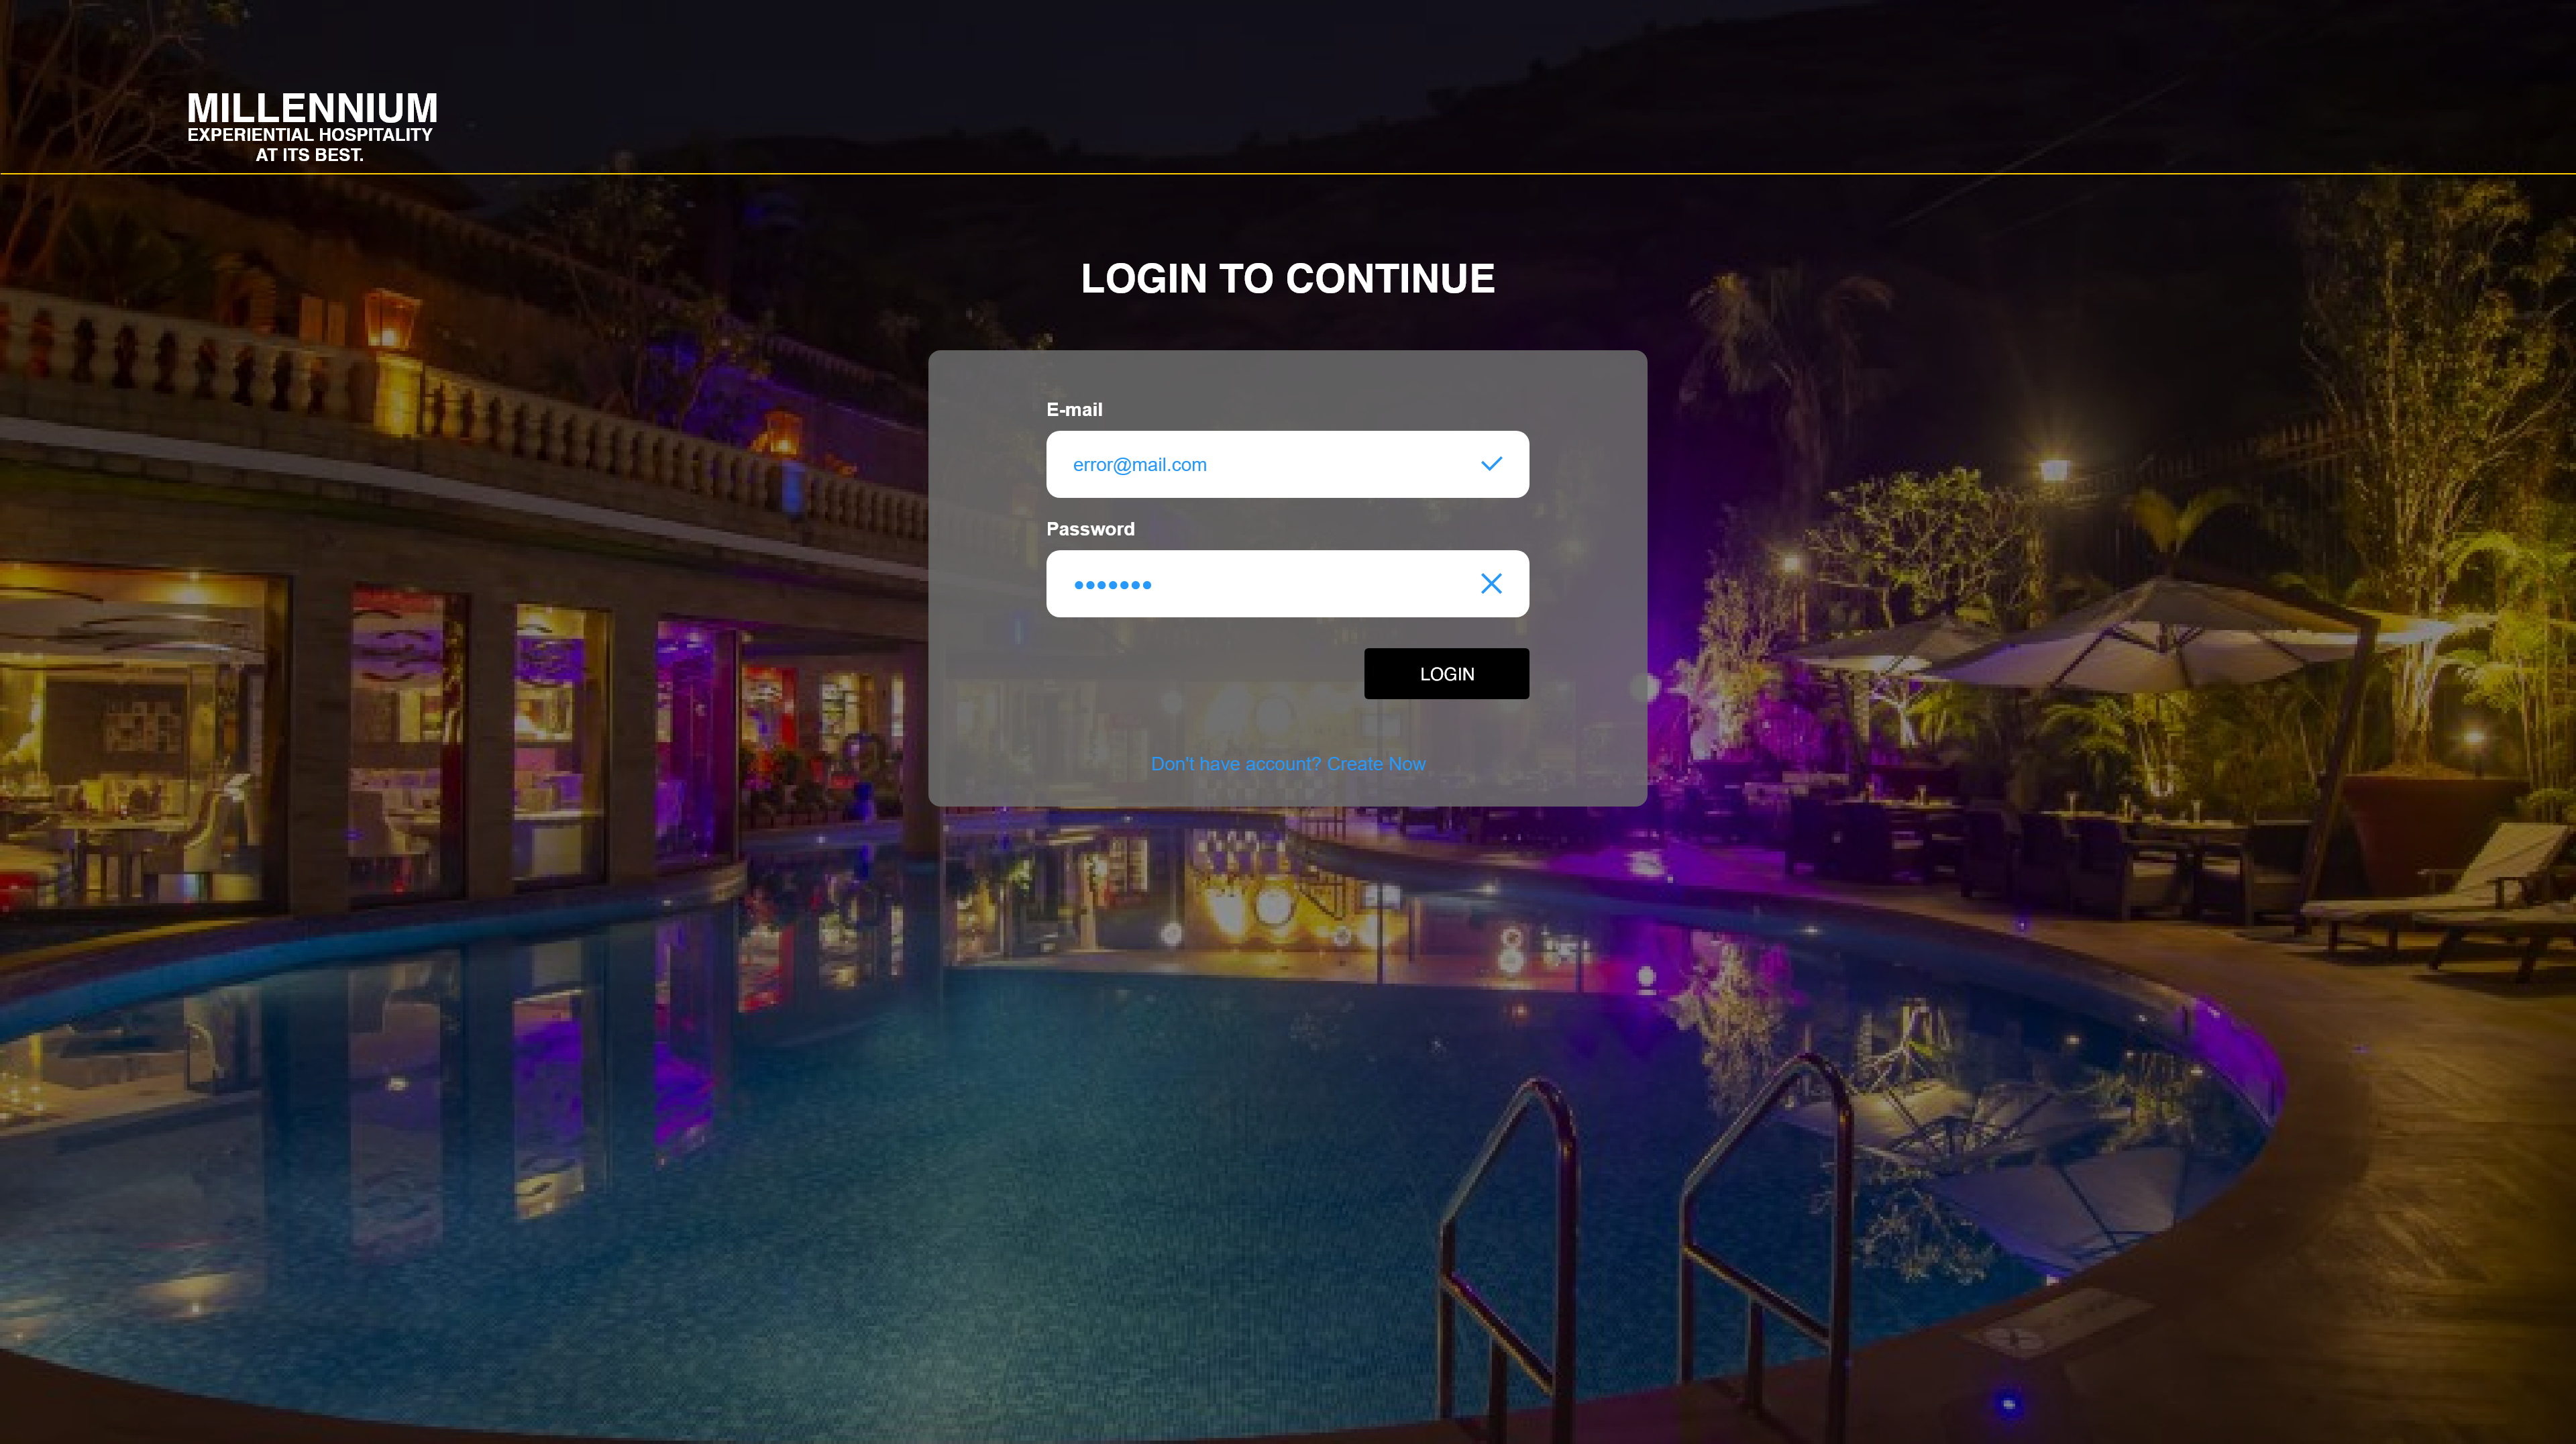 MILLENNIUM
EXPERIENTIAL HOSPITALITY
AT ITS BEST.
LOGIN TO CONTINUE
E-mail
error@mail.com
Password
•••••••
LOGIN
Don't have account? Create Now